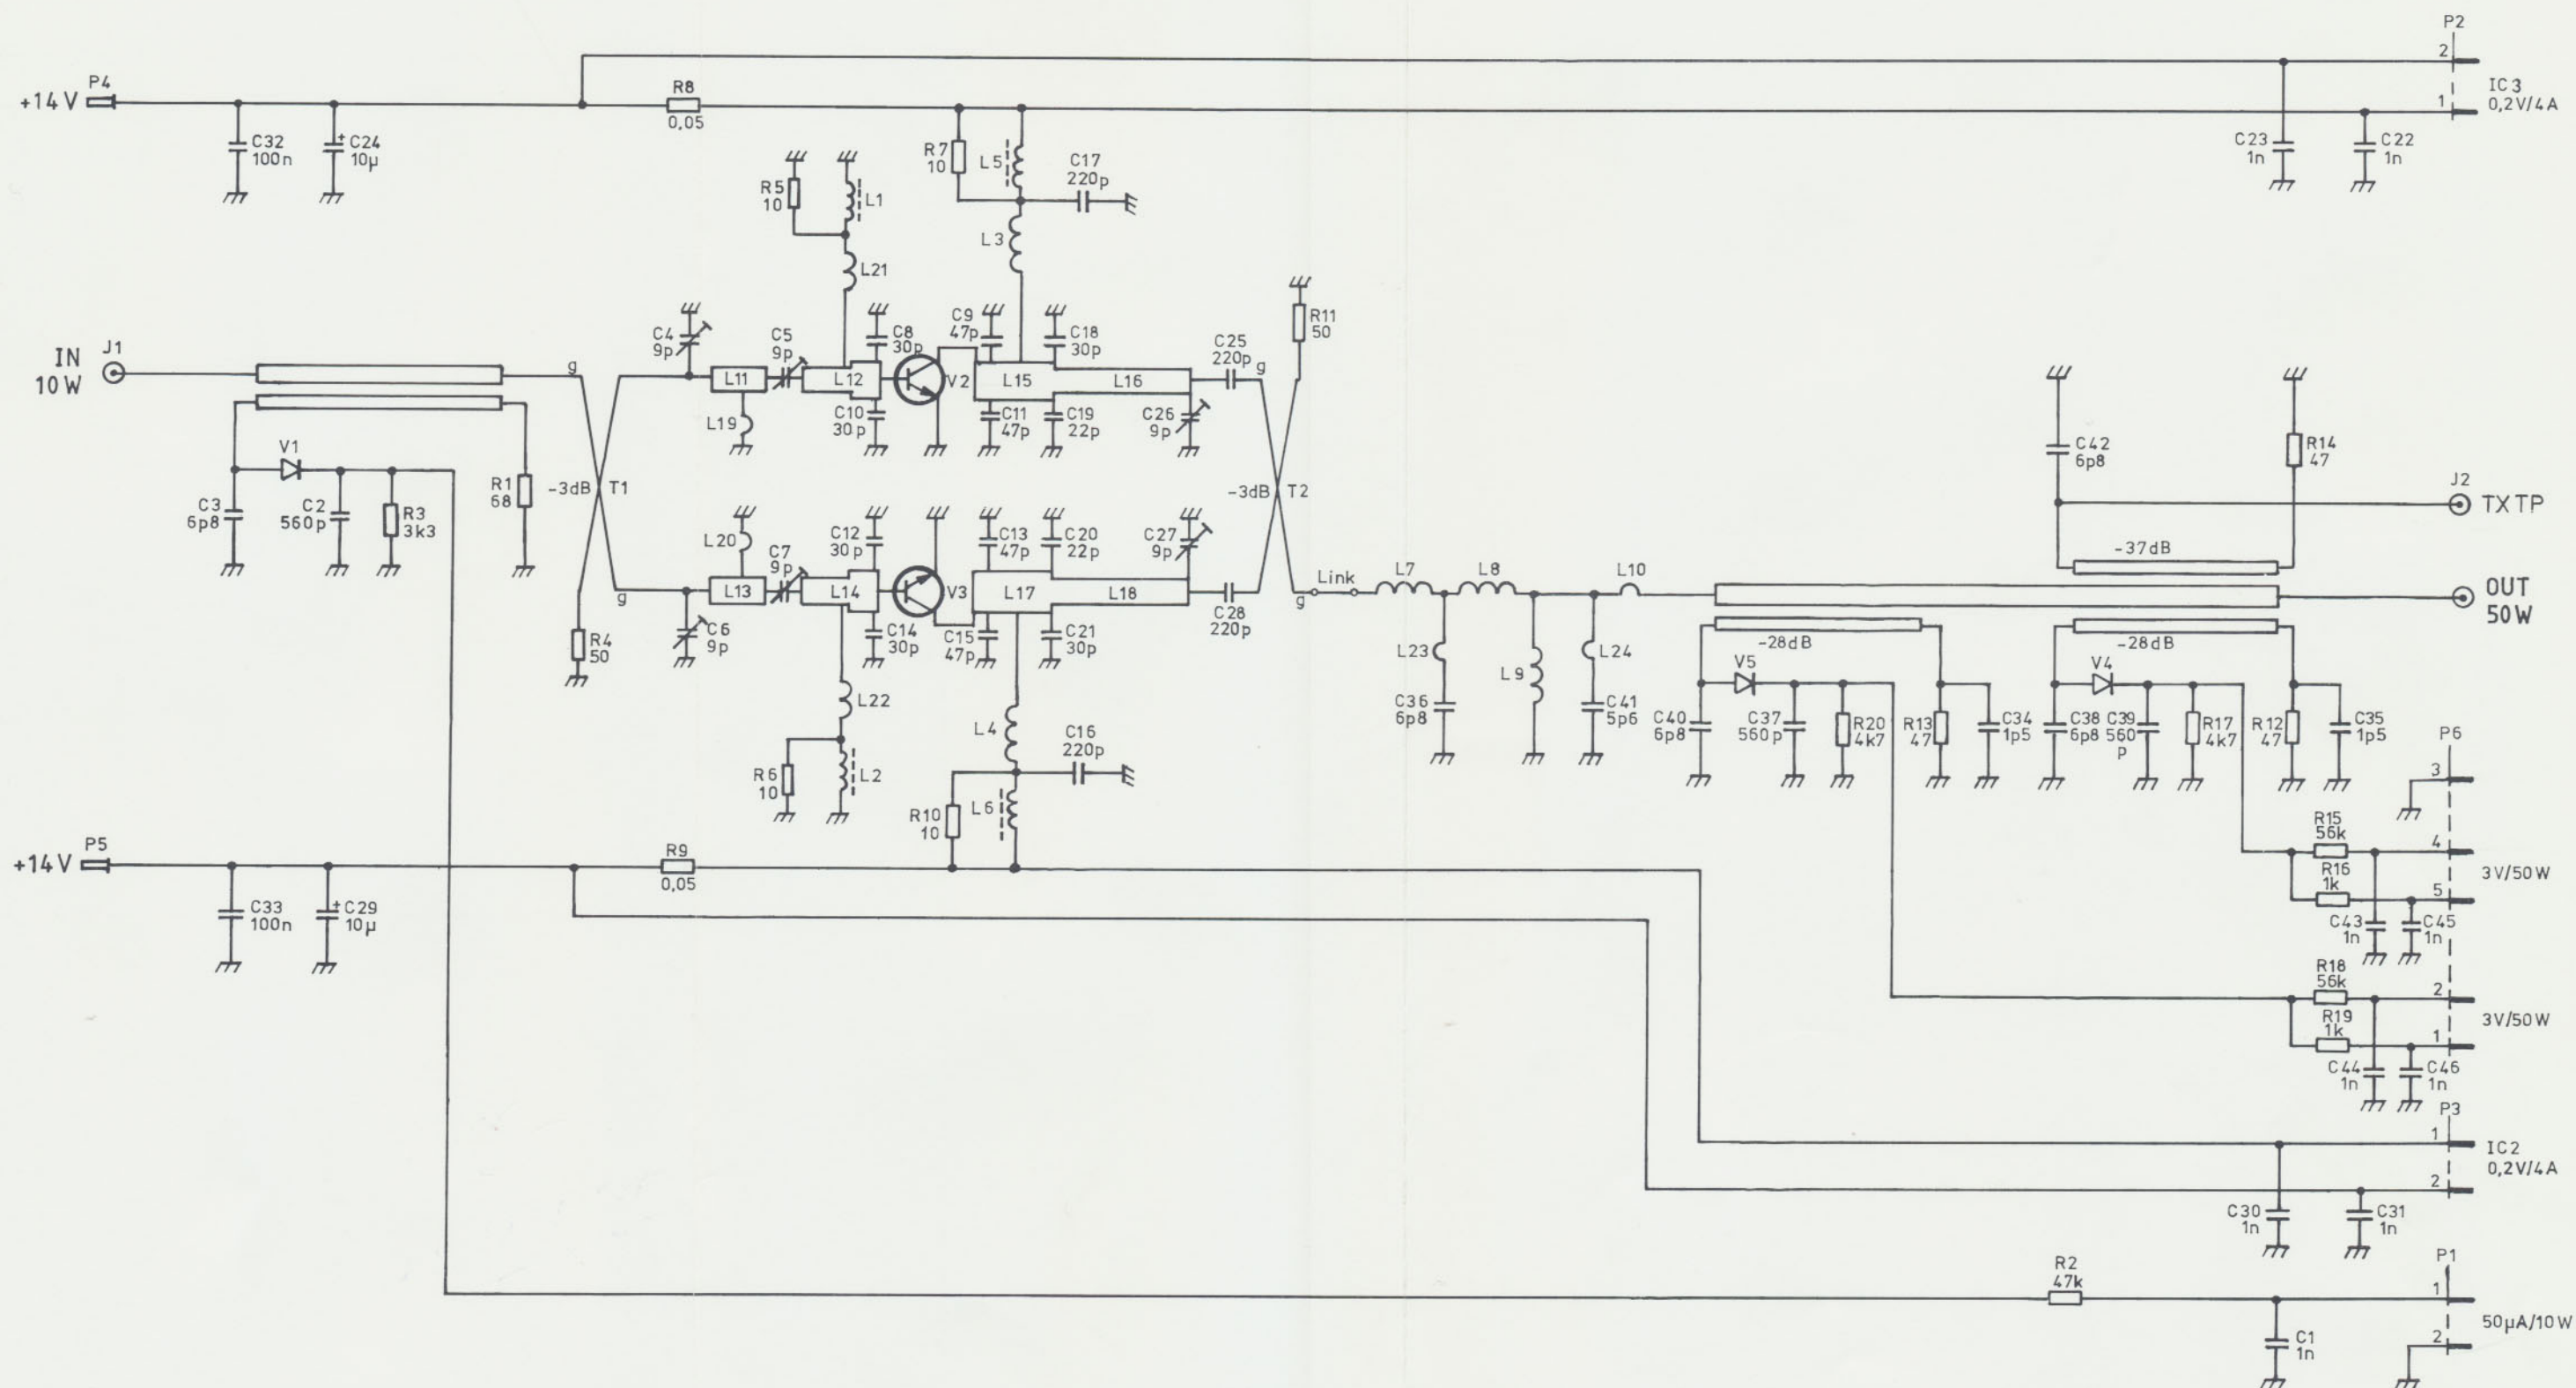 P2
2
IC3
0,2V/4A
1
P4
+14V
R8
0,05
C32
100n
+ C24
10µ
R7
10
L5
C17
220p
C23
1n
C22
1n
R5
10
L1
L3
L21
R11
50
C4
9p
C5
9p
C8
30p
C9
47p
C18
30p
C25
220p
IN
10W
J1
g
L11
L12
V2
L15
L16
g
L19
C10
30p
C11
47p
C19
22p
C26
9p
V1
C3
6p8
C2
560p
R3
3k3
R1
68
-3dB T1
-3dB T2
C42
6p8
R14
47
J2
TXTP
-37dB
L20
C7
9p
C12
30p
C13
47p
C20
22p
C27
9p
g
L13
L14
V3
L17
L18
C28
220p
g
Link
L7
L8
L10
OUT
50W
R4
50
C6
9p
C14
30p
C15
47p
C21
30p
L23
L9
L24
-28dB
-28dB
V5
V4
L22
C36
6p8
C41
5p6
C40
6p8
C37
560p
R20
4k7
R13
47
C34
1p5
C38
6p8
C39
560
p
R17
4k7
R12
47
C35
1p5
L4
C16
220p
R6
10
L2
R10
10
L6
P6
3
R15
56k
4
R16
1k
3V/50W
5
C43
1n
C45
1n
P5
+14V
R9
0,05
C33
100n
+ C29
10µ
R18
56k
2
R19
1k
3V/50W
1
C44
1n
C46
1n
P3
1
IC2
0,2V/4A
2
C30
1n
C31
1n
P1
R2
47k
1
50µA/10W
2
C1
1n